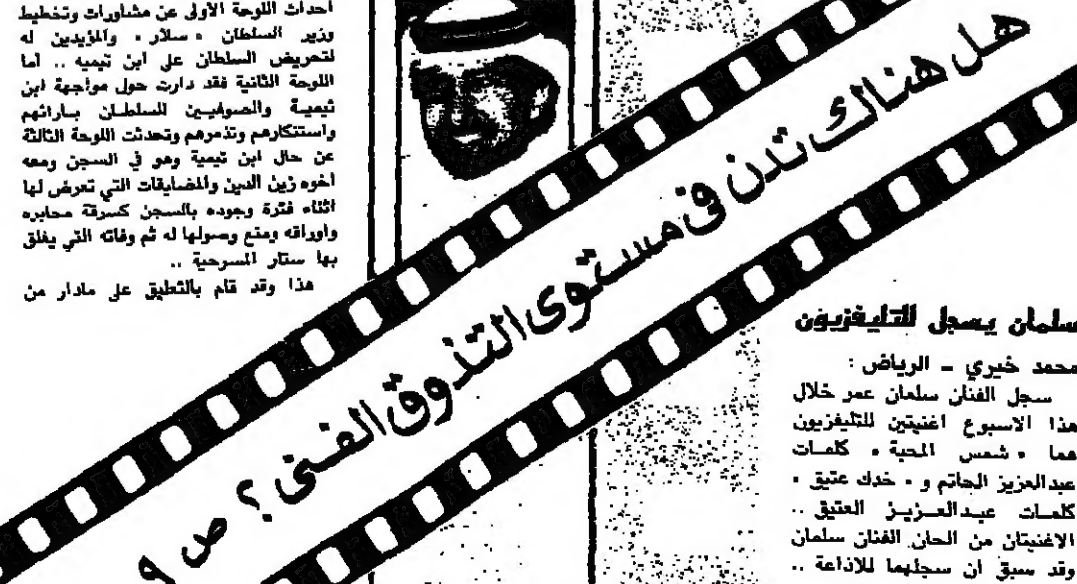 احداث اللوحة الاولى عن مشاورات وتخطيط
وزير السلطان « سلار » والمؤيدين له
لتحريض السلطان على ابن تيميه .. أما
اللوحة الثانية فقد دارت حول مواجهة ابن
تيمية والصوفيين للسلطان بارائهم
واستنكارهم وتذمرهم وتحدثت اللوحة الثالثة
عن حال ابن تيمية وهو في السجن ومعه
اخوه زين الدين والمضايقات التي تعرض لها
اثناء فترة وجوده بالسجن كسرقة محابره
واوراقه ومنع وصولها له ثم وفاته التي يغلق
بها ستار المسرحية ..
هذا وقد قام بالتعليق على مادار من
هل هناك تدن في مستوى التذوق الفني ؟ ص ٩
سلمان يسجل للتليفزيون
محمد خيري - الرياض :
سجل الفنان سلمان عمر خلال
هذا الاسبوع اغنيتين للتليفزيون
هما « شمس المحبة » كلمات
عبدالعزيز الجاتم و « خدك عتيق »
كلمات عبدالعزيز العتيق ..
الاغنيتان من الحان الفنان سلمان
وقد سبق ان سجلهما للاذاعة ..